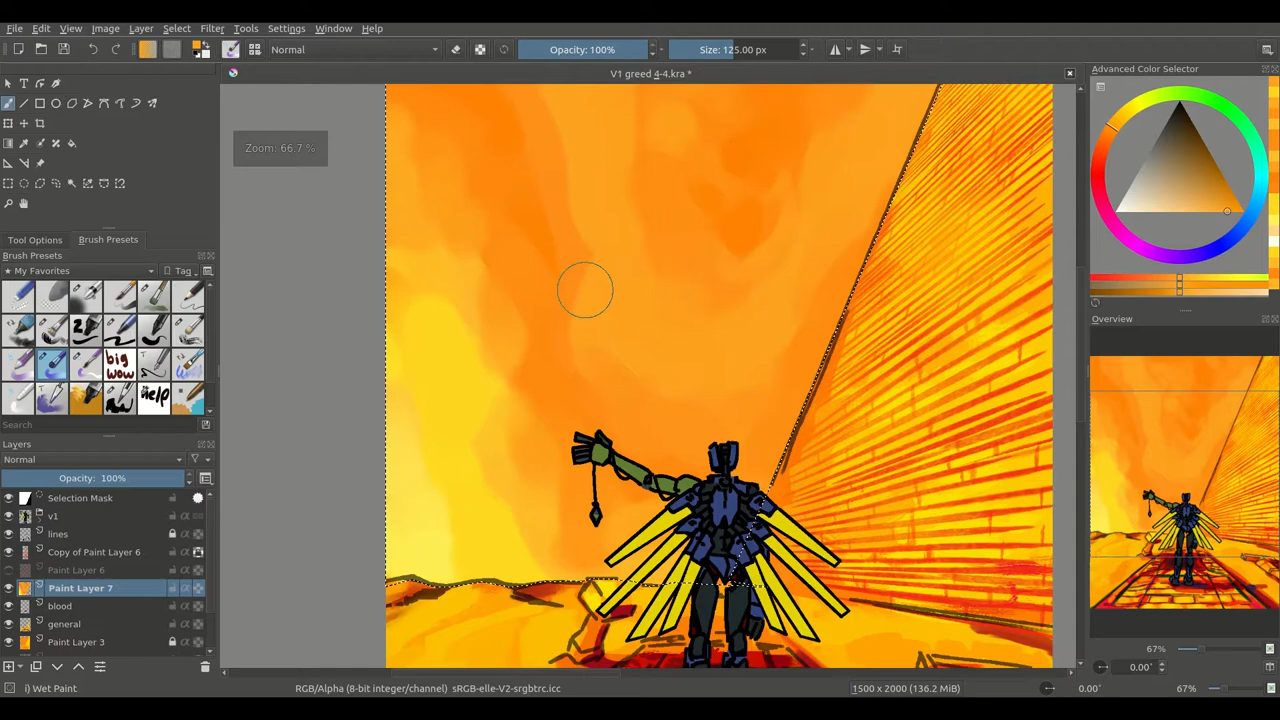 File Edit View Image Layer Select Filter Tools Settings Window Help
Normal Opacity: 100% Size: 125.00 px
V1 greed 4-4.kra *
Zoom: 66.7 %
Tool Options Brush Presets
Brush Presets
★ My Favorites Tag
big wow
help
Search
Layers
Normal
Opacity: 100%
Selection Mask
v1
lines
Copy of Paint Layer 6
Paint Layer 6
Paint Layer 7
blood
general
Paint Layer 3
Advanced Color Selector
Overview
67%
0.00°
i) Wet Paint RGB/Alpha (8-bit integer/channel) sRGB-elle-V2-srgbtrc.icc 1500 x 2000 (136.2 MiB) 0.00° 67%